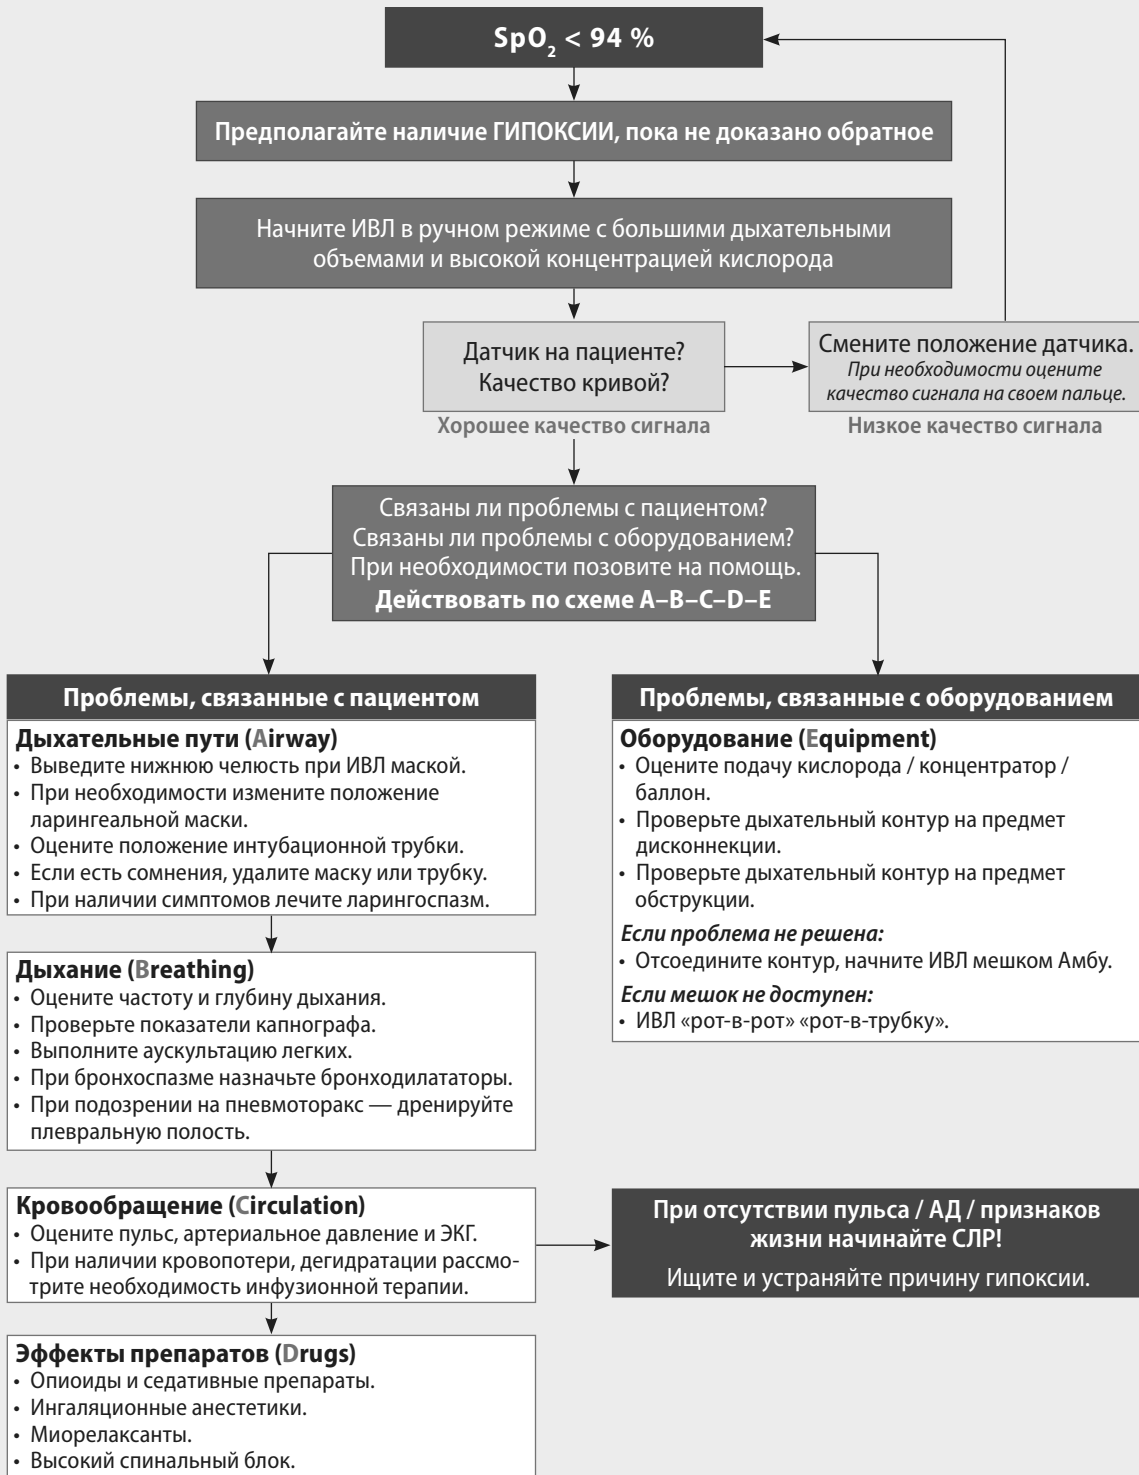 SpO₂ < 94 %
Предполагайте наличие ГИПОКСИИ, пока не доказано обратное
Начните ИВЛ в ручном режиме с большими дыхательными
объемами и высокой концентрацией кислорода
Датчик на пациенте?
Качество кривой?
Хорошее качество сигнала
Смените положение датчика.
При необходимости оцените
качество сигнала на своем пальце.
Низкое качество сигнала
Связаны ли проблемы с пациентом?
Связаны ли проблемы с оборудованием?
При необходимости позовите на помощь.
Действовать по схеме A–B–C–D–E
Проблемы, связанные с пациентом
Дыхательные пути (Airway)
• Выведите нижнюю челюсть при ИВЛ маской.
• При необходимости измените положение
ларингеальной маски.
• Оцените положение интубационной трубки.
• Если есть сомнения, удалите маску или трубку.
• При наличии симптомов лечите ларингоспазм.
Дыхание (Breathing)
• Оцените частоту и глубину дыхания.
• Проверьте показатели капнографа.
• Выполните аускультацию легких.
• При бронхоспазме назначьте бронходилататоры.
• При подозрении на пневмоторакс — дренируйте
плевральную полость.
Кровообращение (Circulation)
• Оцените пульс, артериальное давление и ЭКГ.
• При наличии кровопотери, дегидратации рассмо-
трите необходимость инфузионной терапии.
Эффекты препаратов (Drugs)
• Опиоиды и седативные препараты.
• Ингаляционные анестетики.
• Миорелаксанты.
• Высокий спинальный блок.
Проблемы, связанные с оборудованием
Оборудование (Equipment)
• Оцените подачу кислорода / концентратор /
баллон.
• Проверьте дыхательный контур на предмет
дисконнекции.
• Проверьте дыхательный контур на предмет
обструкции.
Если проблема не решена:
• Отсоедините контур, начните ИВЛ мешком Амбу.
Если мешок не доступен:
• ИВЛ «рот-в-рот» «рот-в-трубку».
При отсутствии пульса / АД / признаков
жизни начинайте СЛР!
Ищите и устраняйте причину гипоксии.